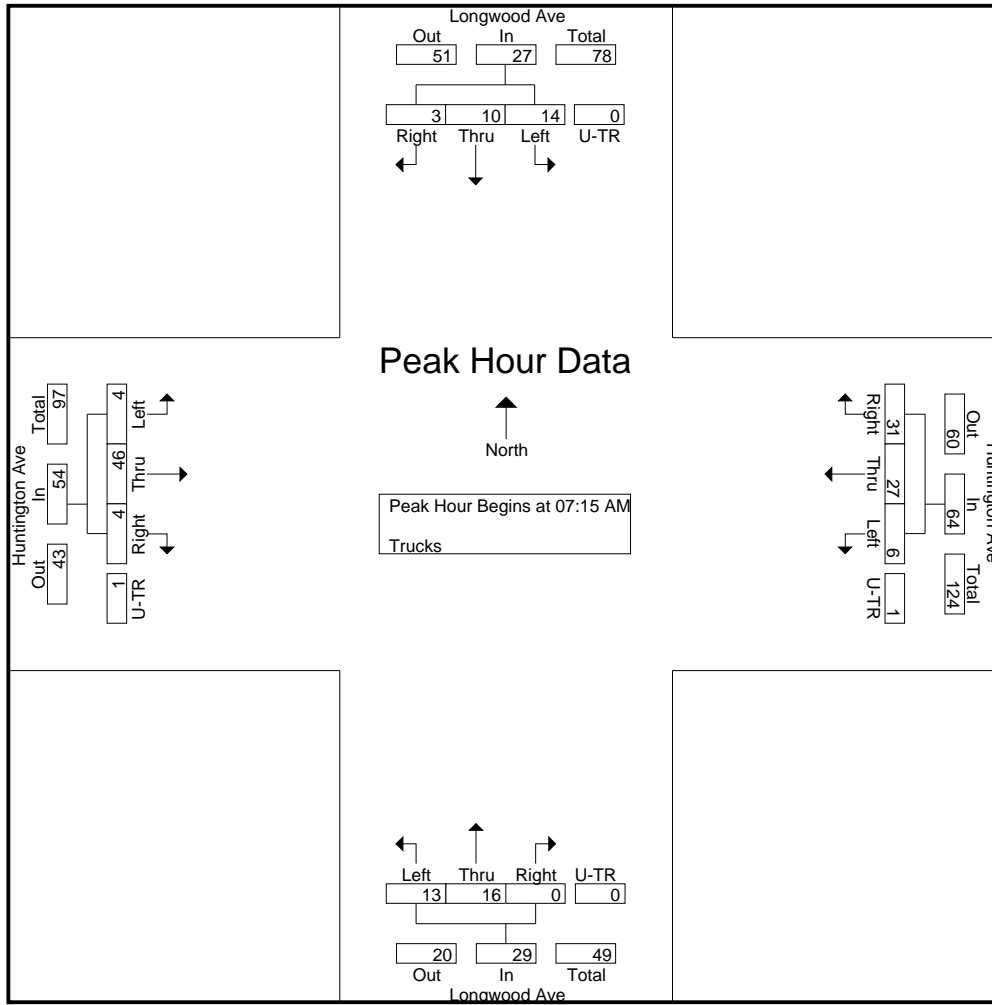 Longwood Ave
Out In Total
51 27 78
3 10 14 0
Right Thru Left U-TR
Peak Hour Data
North
Peak Hour Begins at 07:15 AM
Trucks
Huntington Ave
Total In Out
97 54 43
4 46 4 1
Left Thru Right U-TR
Right Thru Left U-TR
31 27 6 1
Out In Total
60 64 124
Huntington Ave
Left Thru Right U-TR
13 16 0 0
20 29 49
Out In Total
Longwood Ave